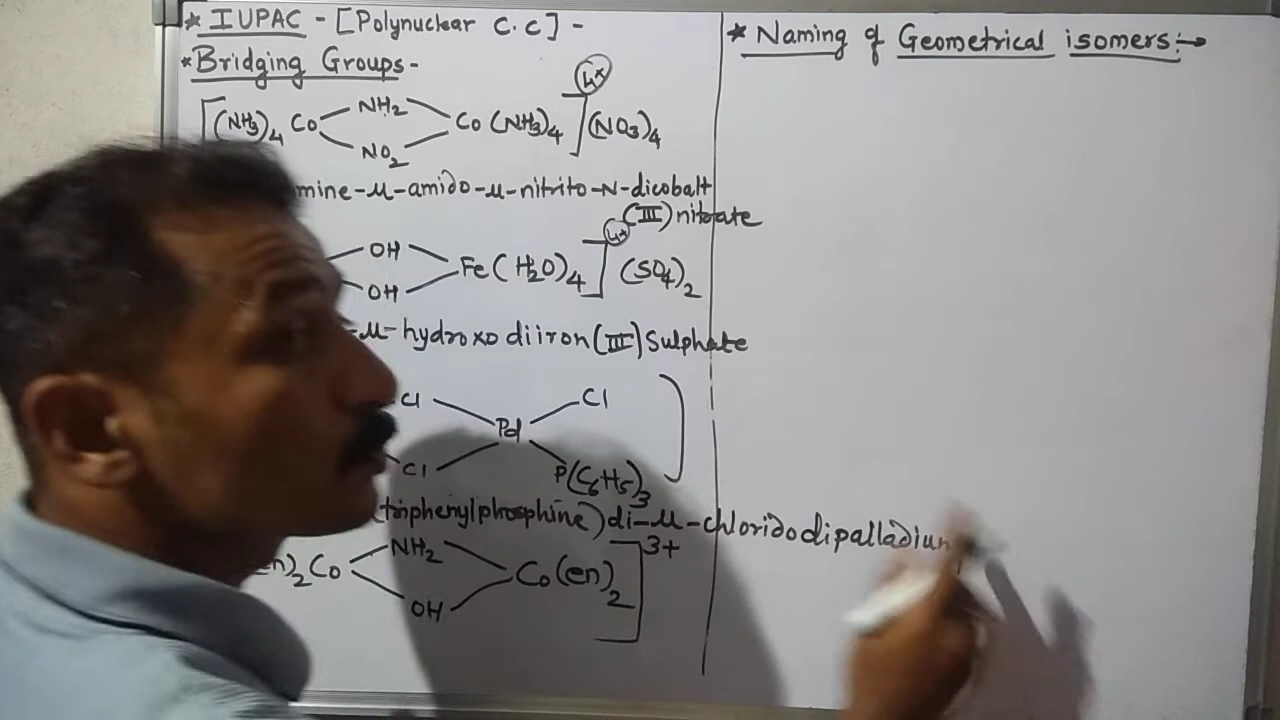 * IUPAC - [Polynuclear C.C] -
* Bridging Groups -
[(NH3)4 Co NH2 NO2 Co (NH3)4]4+ (NO3)4
mine-μ-amido-μ-nitrito-N-dicobalt
(III) nitrate
OH OH Fe(H2O)4]4+ (SO4)2
-μ-hydroxo diiron(III) Sulphate
Cl Cl Pd Cl P(C6H5)3
(triphenylphosphine)di-μ-chloridodipalladium
en)2Co NH2 OH Co(en)2]3+
* Naming of Geometrical isomers:→